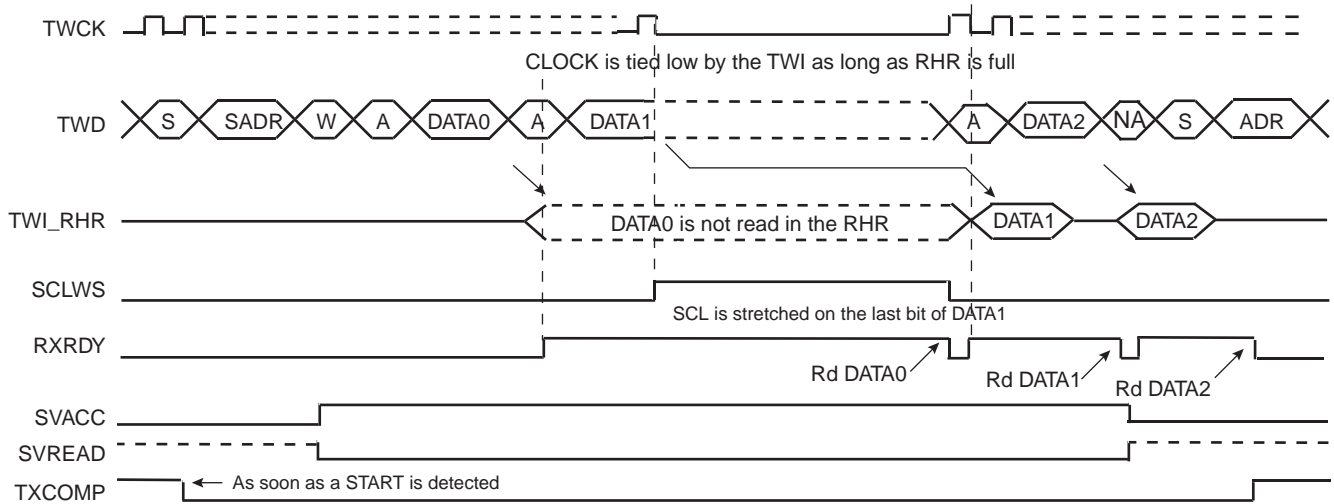 TWCK
CLOCK is tied low by the TWI as long as RHR is full
TWD S SADR W A DATA0 A DATA1 A DATA2 NA S ADR
TWI_RHR DATA0 is not read in the RHR DATA1 DATA2
SCLWS
SCL is stretched on the last bit of DATA1
RXRDY
Rd DATA0 Rd DATA1 Rd DATA2
SVACC
SVREAD
TXCOMP As soon as a START is detected